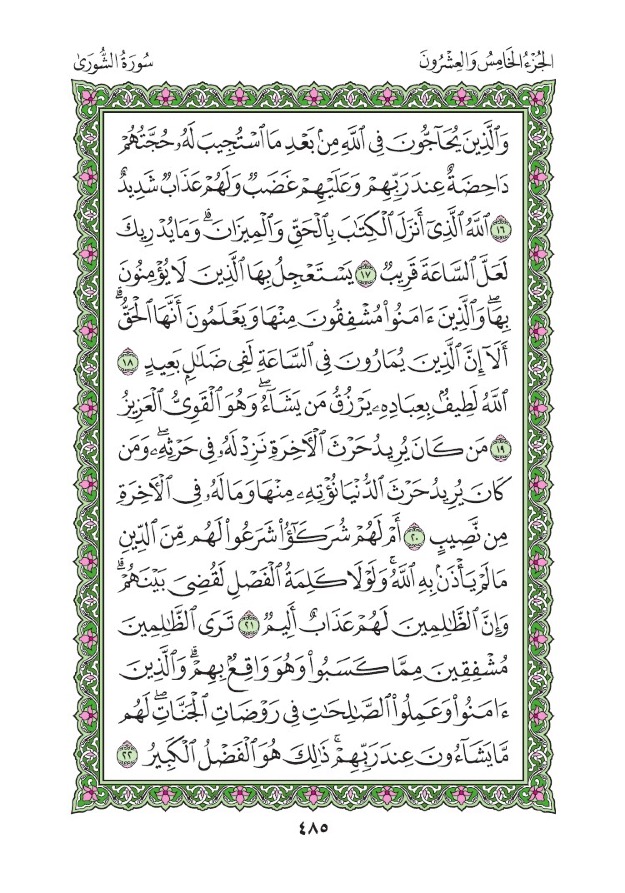 الجُزْءُ الخَامِسُ وَالعِشْرُونَ
سُورَةُ الشُّورَىٰ
وَٱلَّذِينَ يُحَآجُّونَ فِى ٱللَّهِ مِنۢ بَعْدِ مَا ٱسْتُجِيبَ لَهُۥ حُجَّتُهُمْ
دَاحِضَةٌ عِندَ رَبِّهِمْ وَعَلَيْهِمْ غَضَبٌ وَلَهُمْ عَذَابٌ شَدِيدٌ
١٦ ٱللَّهُ ٱلَّذِىٓ أَنزَلَ ٱلْكِتَٰبَ بِٱلْحَقِّ وَٱلْمِيزَانَ ۗ وَمَا يُدْرِيكَ
لَعَلَّ ٱلسَّاعَةَ قَرِيبٌ ١٧ يَسْتَعْجِلُ بِهَا ٱلَّذِينَ لَا يُؤْمِنُونَ
بِهَا ۖ وَٱلَّذِينَ ءَامَنُوا۟ مُشْفِقُونَ مِنْهَا وَيَعْلَمُونَ أَنَّهَا ٱلْحَقُّ ۗ
أَلَآ إِنَّ ٱلَّذِينَ يُمَارُونَ فِى ٱلسَّاعَةِ لَفِى ضَلَٰلٍۭ بَعِيدٍ ١٨
ٱللَّهُ لَطِيفٌۢ بِعِبَادِهِۦ يَرْزُقُ مَن يَشَآءُ ۖ وَهُوَ ٱلْقَوِىُّ ٱلْعَزِيزُ
١٩ مَن كَانَ يُرِيدُ حَرْثَ ٱلْءَاخِرَةِ نَزِدْ لَهُۥ فِى حَرْثِهِۦ ۖ وَمَن
كَانَ يُرِيدُ حَرْثَ ٱلدُّنْيَا نُؤْتِهِۦ مِنْهَا وَمَا لَهُۥ فِى ٱلْءَاخِرَةِ
مِن نَّصِيبٍ ٢٠ أَمْ لَهُمْ شُرَكَٰٓؤُا۟ شَرَعُوا۟ لَهُم مِّنَ ٱلدِّينِ
مَا لَمْ يَأْذَنۢ بِهِ ٱللَّهُ ۚ وَلَوْلَا كَلِمَةُ ٱلْفَصْلِ لَقُضِىَ بَيْنَهُمْ ۗ
وَإِنَّ ٱلظَّٰلِمِينَ لَهُمْ عَذَابٌ أَلِيمٌ ٢١ تَرَى ٱلظَّٰلِمِينَ
مُشْفِقِينَ مِمَّا كَسَبُوا۟ وَهُوَ وَاقِعٌۢ بِهِمْ ۗ وَٱلَّذِينَ
ءَامَنُوا۟ وَعَمِلُوا۟ ٱلصَّٰلِحَٰتِ فِى رَوْضَاتِ ٱلْجَنَّاتِ ۖ لَهُم
مَّا يَشَآءُونَ عِندَ رَبِّهِمْ ۚ ذَٰلِكَ هُوَ ٱلْفَضْلُ ٱلْكَبِيرُ ٢٢
٤٨٥